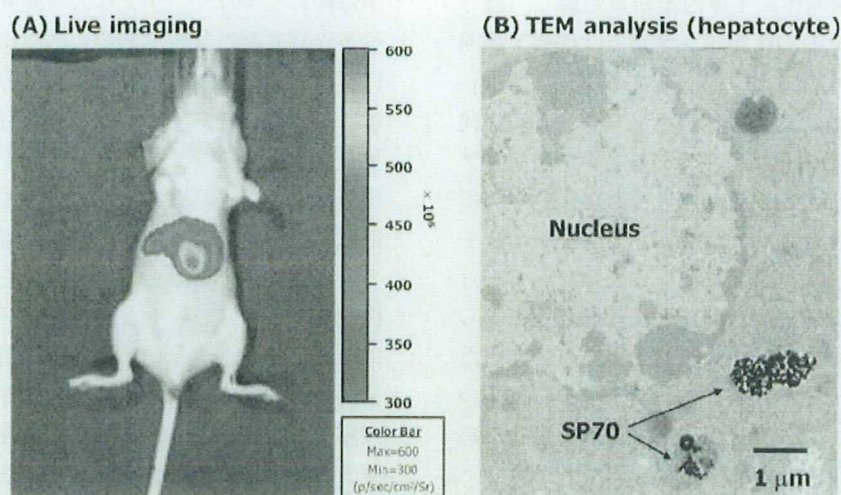 (A) Live imaging
600
550
500
450
400
350
300
× 10⁶
Color Bar
Max=600
Min=300
(p/sec/cm²/Sr)
(B) TEM analysis (hepatocyte)
Nucleus
SP70
1 μm